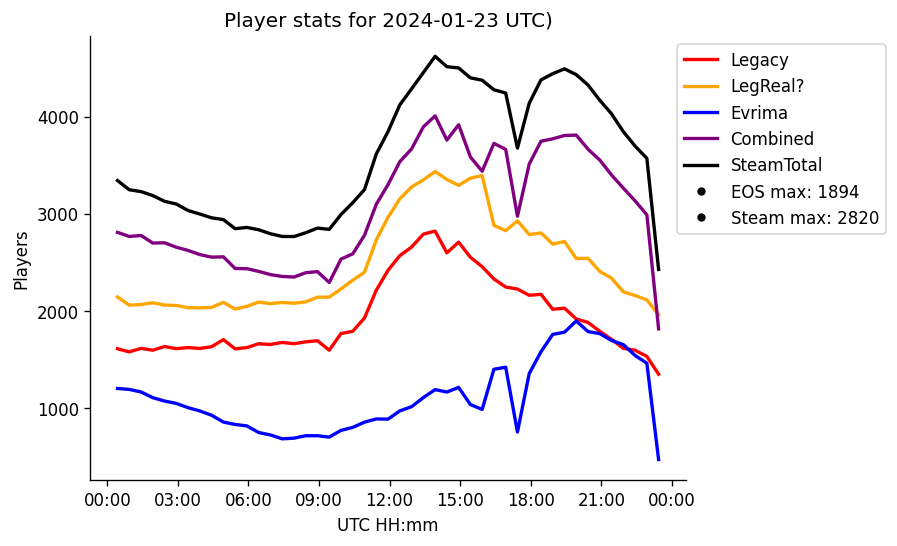 Player stats for 2024-01-23 UTC)
Legacy
LegReal?
Evrima
Combined
SteamTotal
EOS max: 1894
Steam max: 2820
Players
4000
3000
2000
1000
00:00 03:00 06:00 09:00 12:00 15:00 18:00 21:00 00:00
UTC HH:mm